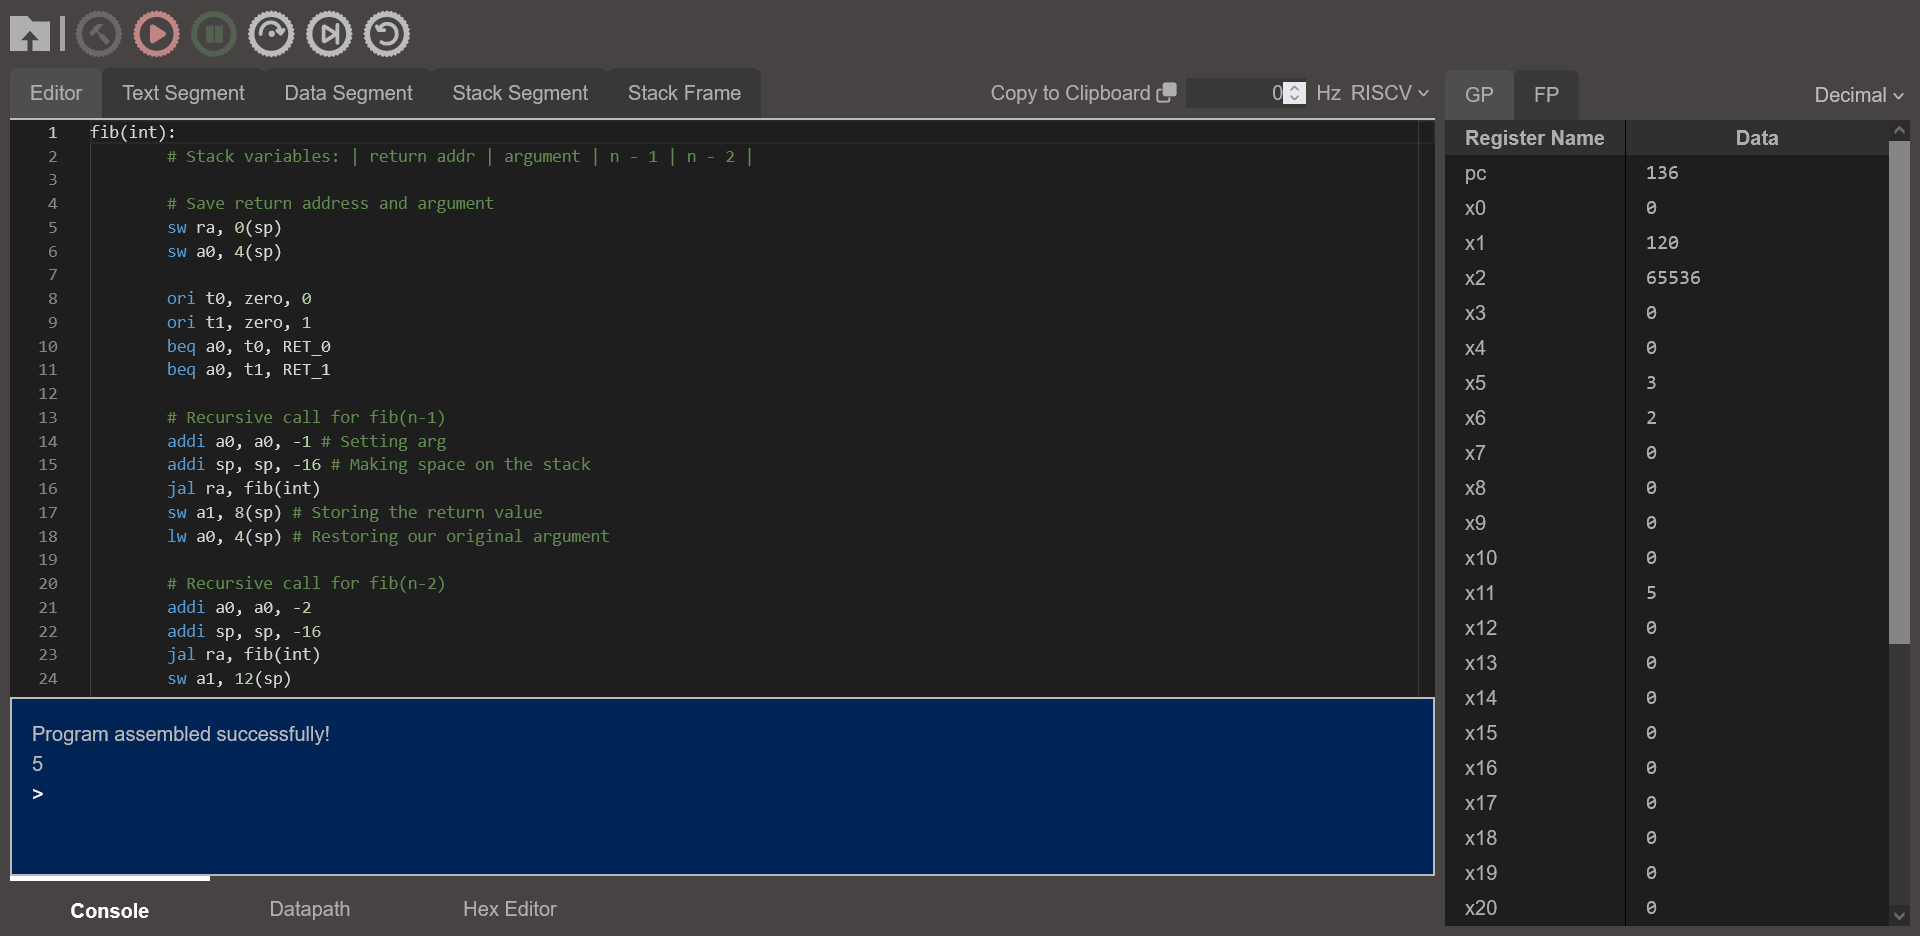 Editor Text Segment Data Segment Stack Segment Stack Frame Copy to Clipboard 0 Hz RISCV
1 fib(int):
2 # Stack variables: | return addr | argument | n - 1 | n - 2 |
3
4 # Save return address and argument
5 sw ra, 0(sp)
6 sw a0, 4(sp)
7
8 ori t0, zero, 0
9 ori t1, zero, 1
10 beq a0, t0, RET_0
11 beq a0, t1, RET_1
12
13 # Recursive call for fib(n-1)
14 addi a0, a0, -1 # Setting arg
15 addi sp, sp, -16 # Making space on the stack
16 jal ra, fib(int)
17 sw a1, 8(sp) # Storing the return value
18 lw a0, 4(sp) # Restoring our original argument
19
20 # Recursive call for fib(n-2)
21 addi a0, a0, -2
22 addi sp, sp, -16
23 jal ra, fib(int)
24 sw a1, 12(sp)
Program assembled successfully!
5
>
Console Datapath Hex Editor
GP FP Decimal
Register Name Data
pc 136
x0 0
x1 120
x2 65536
x3 0
x4 0
x5 3
x6 2
x7 0
x8 0
x9 0
x10 0
x11 5
x12 0
x13 0
x14 0
x15 0
x16 0
x17 0
x18 0
x19 0
x20 0